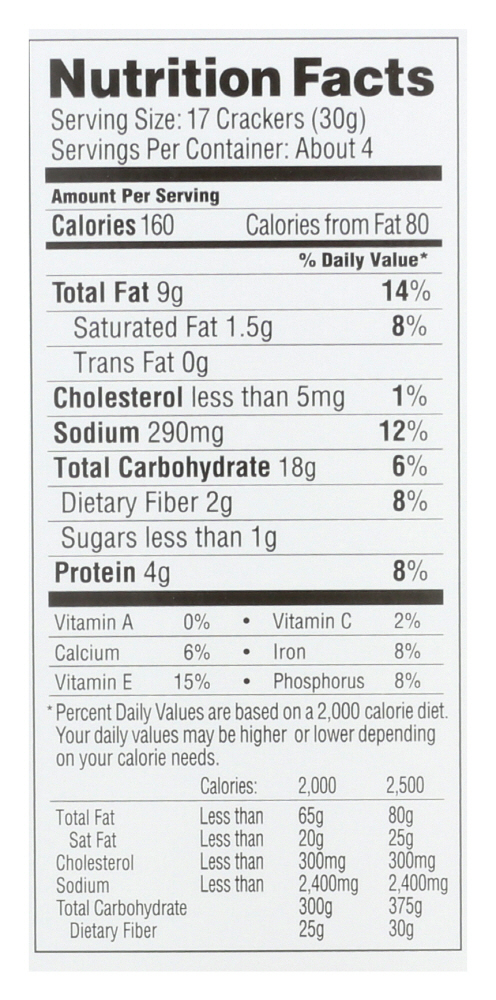 Nutrition Facts
Serving Size: 17 Crackers (30g)
Servings Per Container: About 4
Amount Per Serving
Calories 160 Calories from Fat 80
% Daily Value*
Total Fat 9g 14%
Saturated Fat 1.5g 8%
Trans Fat 0g
Cholesterol less than 5mg 1%
Sodium 290mg 12%
Total Carbohydrate 18g 6%
Dietary Fiber 2g 8%
Sugars less than 1g
Protein 4g 8%
Vitamin A 0% • Vitamin C 2%
Calcium 6% • Iron 8%
Vitamin E 15% • Phosphorus 8%
* Percent Daily Values are based on a 2,000 calorie diet.
Your daily values may be higher or lower depending
on your calorie needs.
Calories: 2,000 2,500
Total Fat Less than 65g 80g
Sat Fat Less than 20g 25g
Cholesterol Less than 300mg 300mg
Sodium Less than 2,400mg 2,400mg
Total Carbohydrate 300g 375g
Dietary Fiber 25g 30g